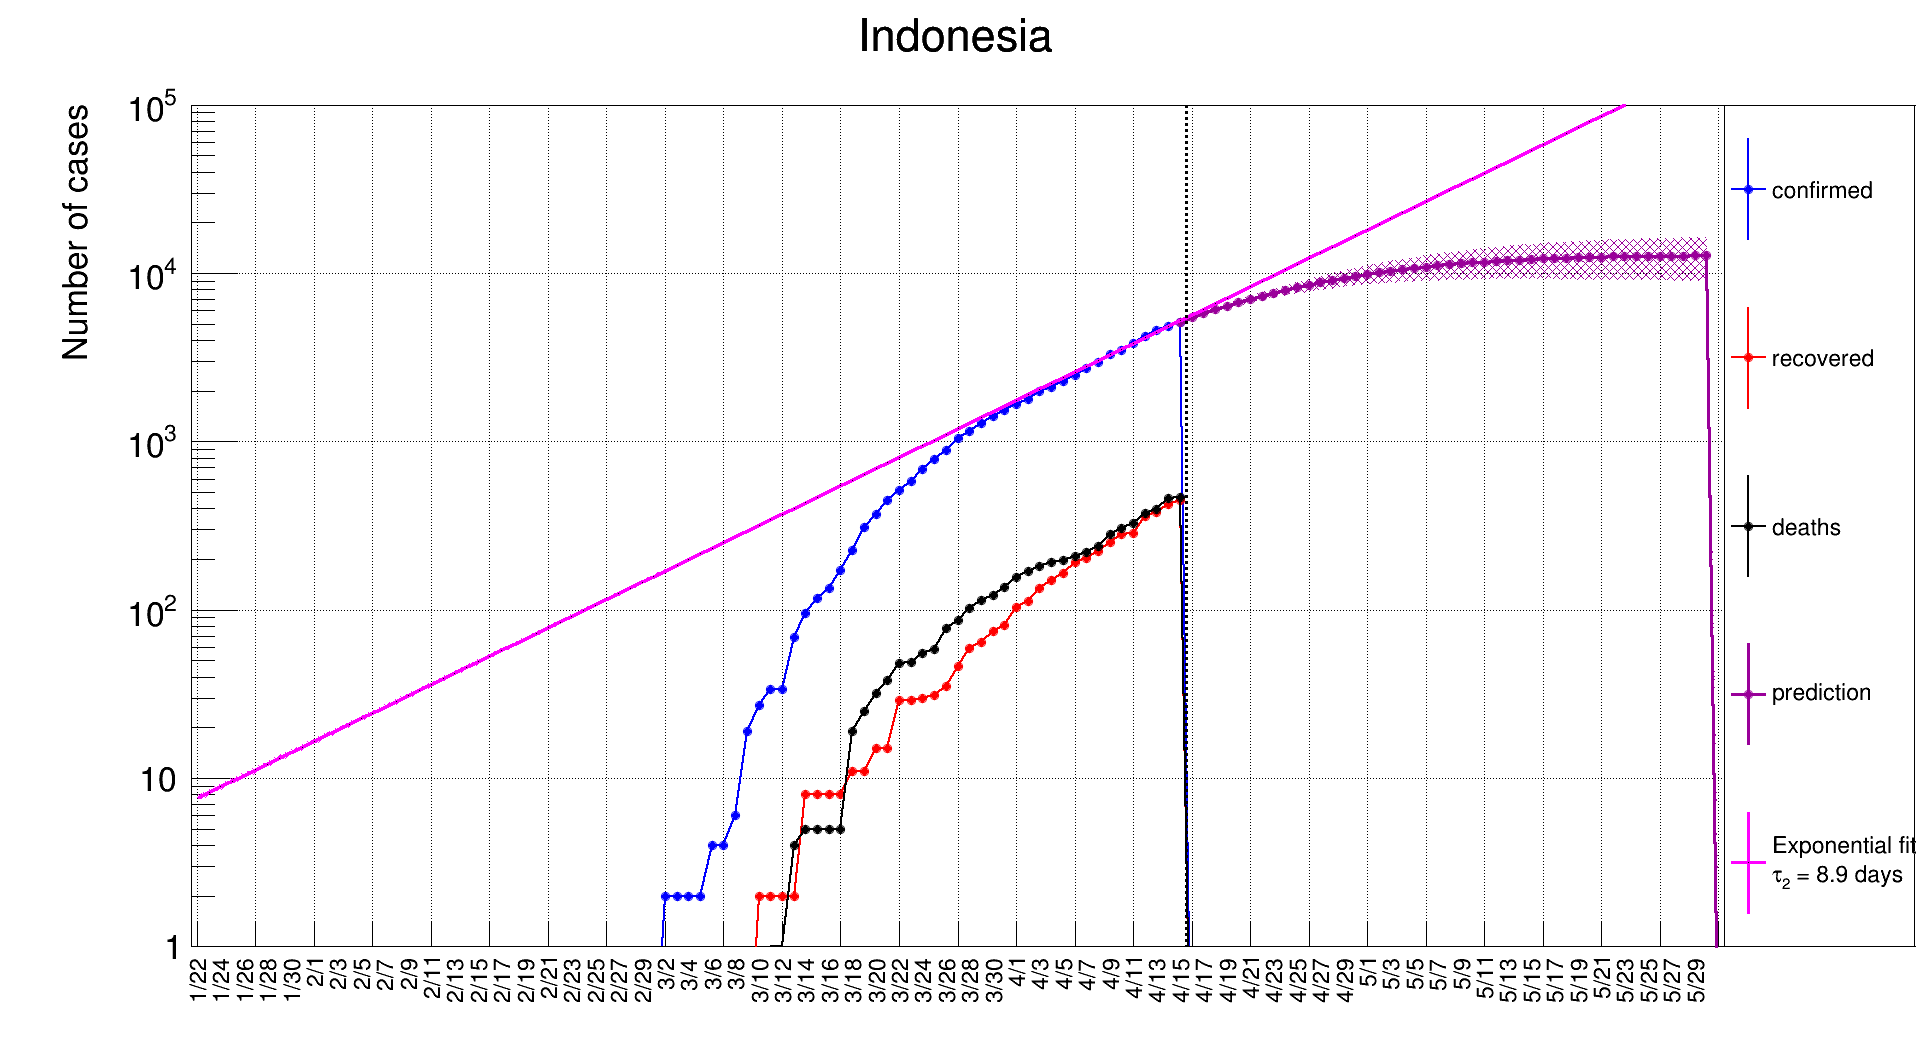 Indonesia
Number of cases
10^5
10^4
10^3
10^2
10
1
1/22 1/24 1/26 1/28 1/30 2/1 2/3 2/5 2/7 2/9 2/11 2/13 2/15 2/17 2/19 2/21 2/23 2/25 2/27 2/29 3/2 3/4 3/6 3/8 3/10 3/12 3/14 3/16 3/18 3/20 3/22 3/24 3/26 3/28 3/30 4/1 4/3 4/5 4/7 4/9 4/11 4/13 4/15 4/17 4/19 4/21 4/23 4/25 4/27 4/29 5/1 5/3 5/5 5/7 5/9 5/11 5/13 5/15 5/17 5/19 5/21 5/23 5/25 5/27 5/29
confirmed
recovered
deaths
prediction
Exponential fit
τ2 = 8.9 days